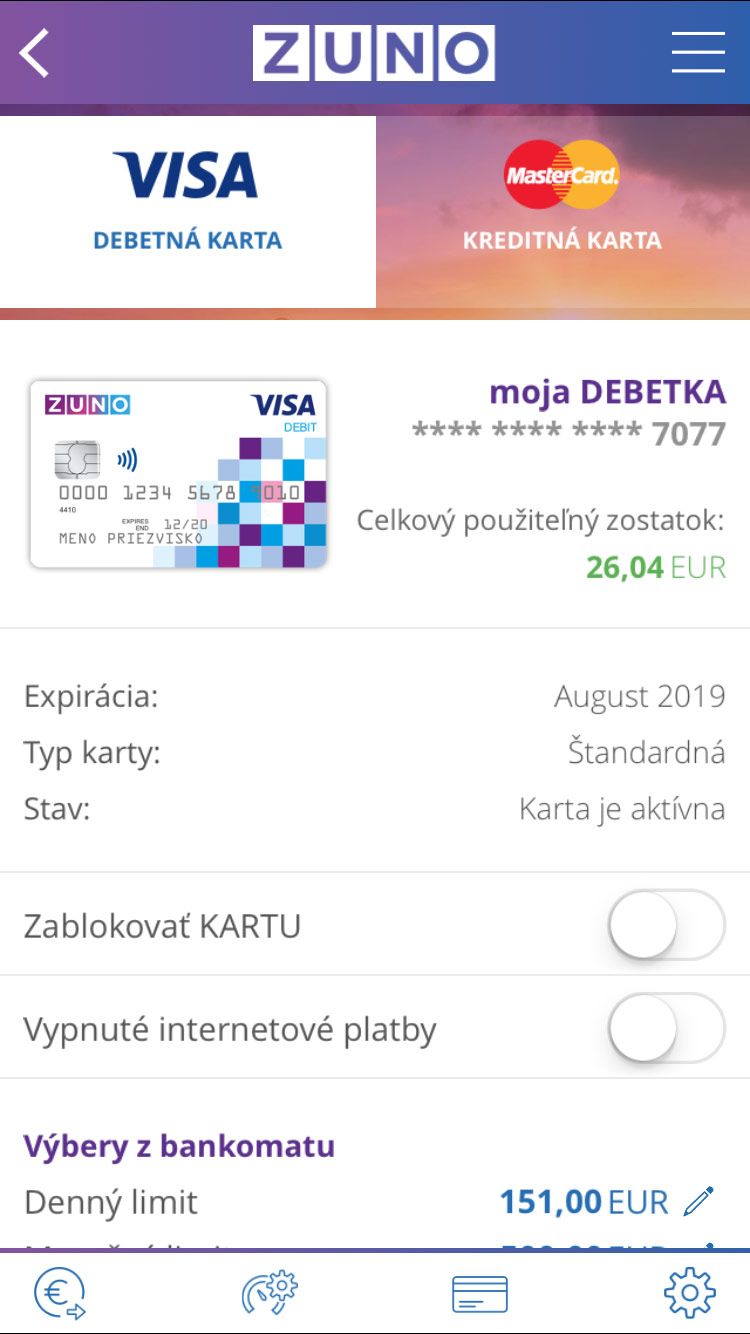 ZUNO
VISA
DEBETNÁ KARTA
MasterCard.
KREDITNÁ KARTA
ZUNO
VISA
DEBIT
0000 1234 5678 9010
4410
EXPIRES END 12/20
MENO PRIEZVISKO
moja DEBETKA
**** **** **** 7077
Celkový použiteľný zostatok:
26,04 EUR
Expirácia: August 2019
Typ karty: Štandardná
Stav: Karta je aktívna
Zablokovať KARTU
Vypnuté internetové platby
Výbery z bankomatu
Denný limit 151,00 EUR